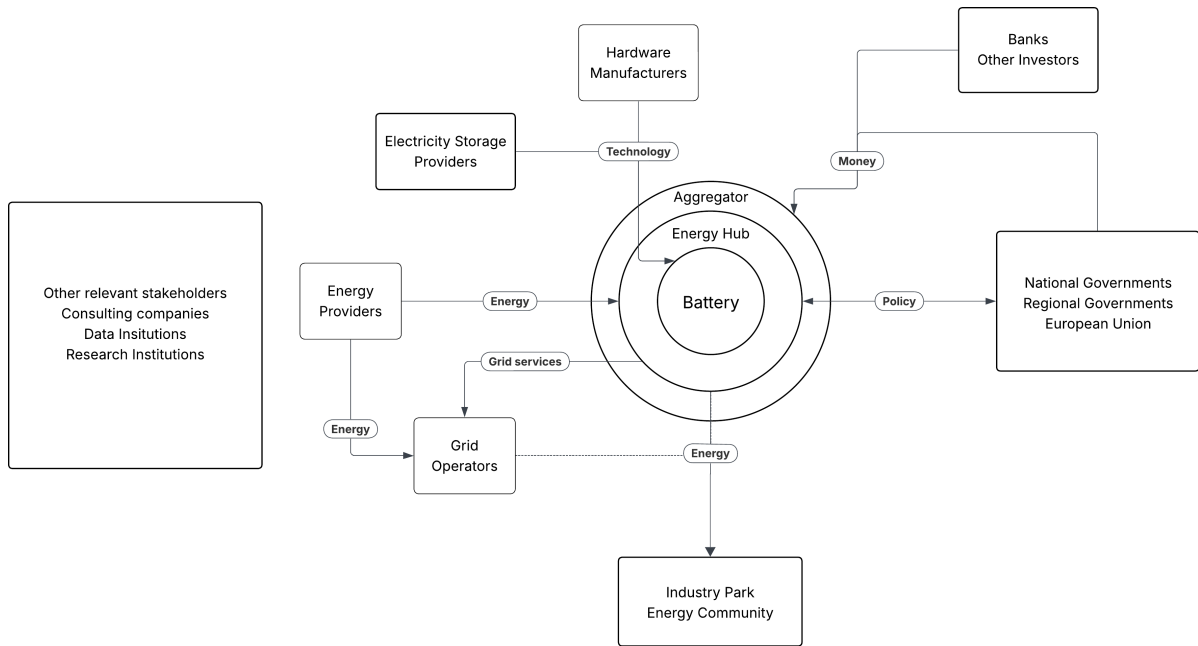 Banks
Other Investors
Hardware
Manufacturers
Electricity Storage
Providers
Technology
Money
Aggregator
Energy Hub
Battery
Other relevant stakeholders
Consulting companies
Data Insitutions
Research Institutions
Energy
Providers
Energy
Policy
National Governments
Regional Governments
European Union
Grid services
Energy
Grid
Operators
Energy
Industry Park
Energy Community